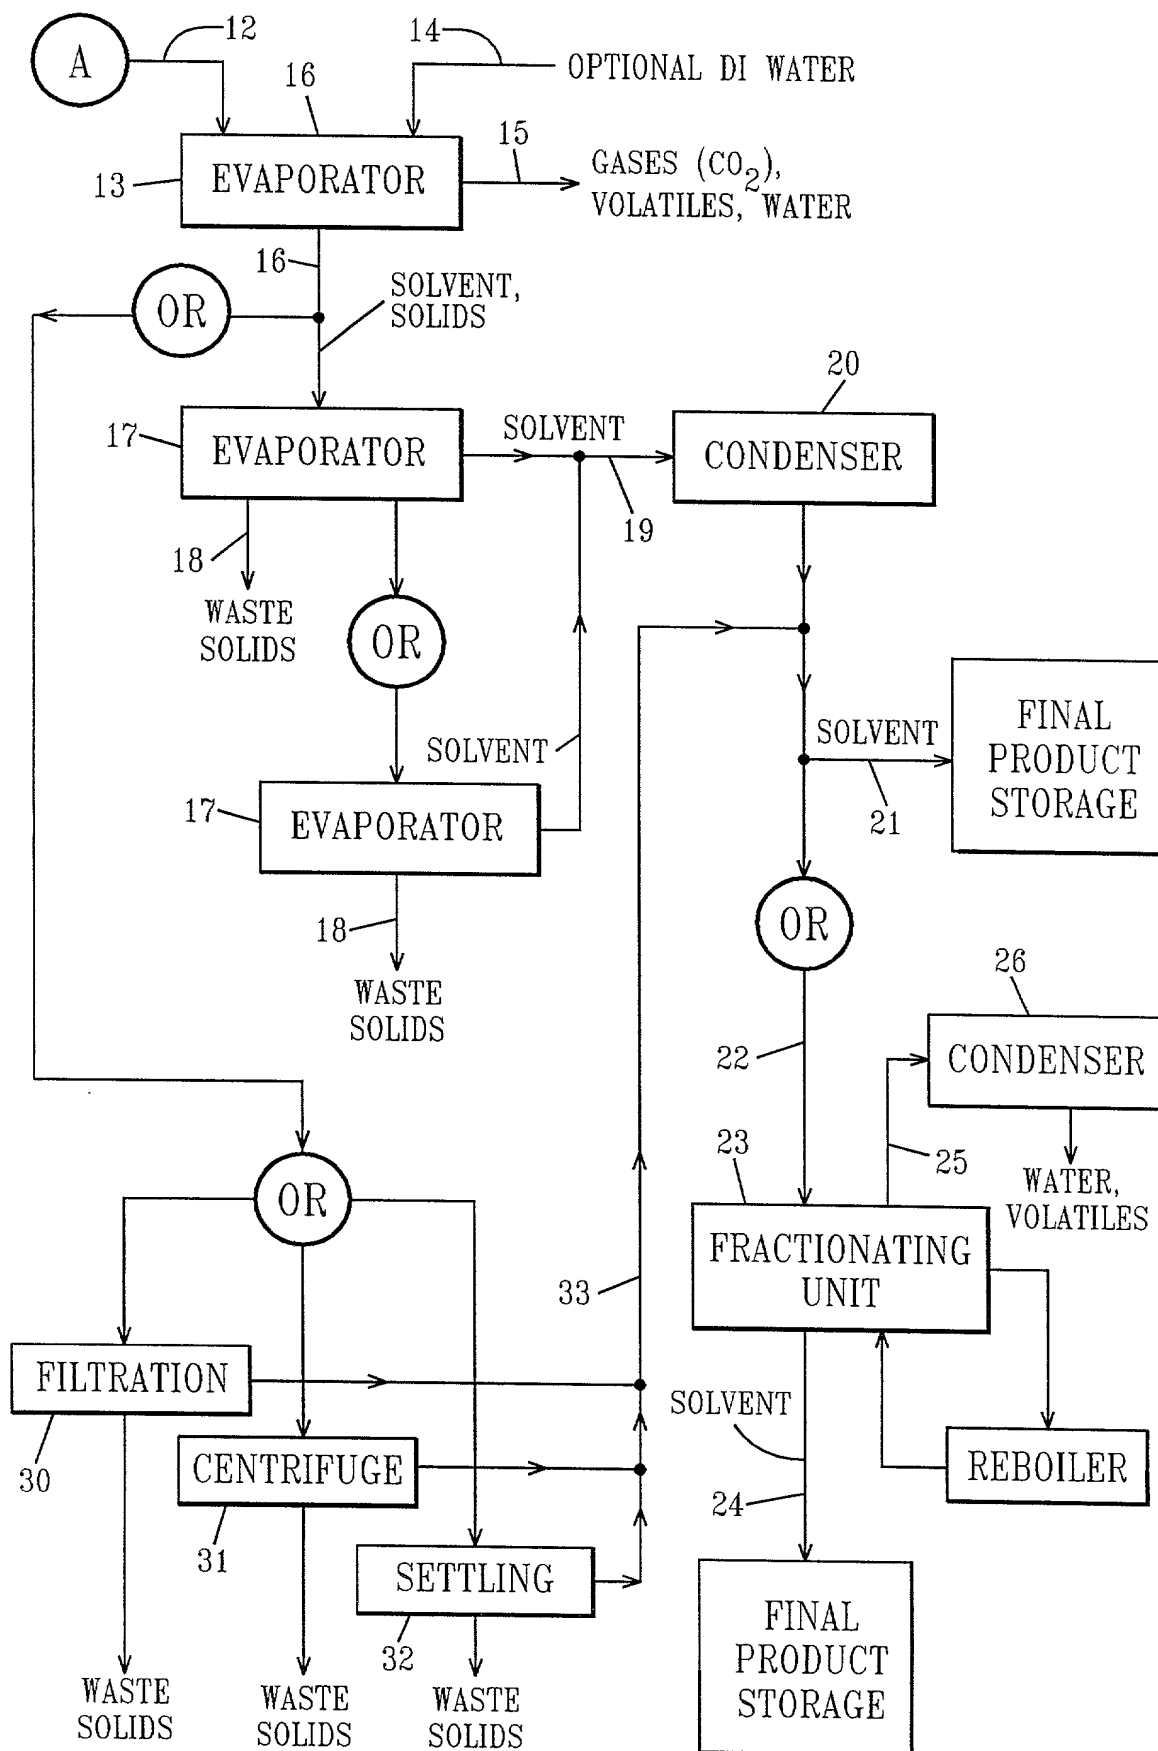 A
12
14
OPTIONAL DI WATER
16
13
EVAPORATOR
15
GASES (CO2),
VOLATILES, WATER
16
OR
SOLVENT,
SOLIDS
20
17
EVAPORATOR
SOLVENT
CONDENSER
19
18
WASTE
SOLIDS
OR
SOLVENT
17
EVAPORATOR
18
WASTE
SOLIDS
SOLVENT
21
FINAL
PRODUCT
STORAGE
OR
22
26
CONDENSER
25
WATER,
VOLATILES
23
FRACTIONATING
UNIT
OR
33
FILTRATION
30
CENTRIFUGE
31
SETTLING
32
SOLVENT
24
REBOILER
WASTE
SOLIDS
WASTE
SOLIDS
WASTE
SOLIDS
FINAL
PRODUCT
STORAGE